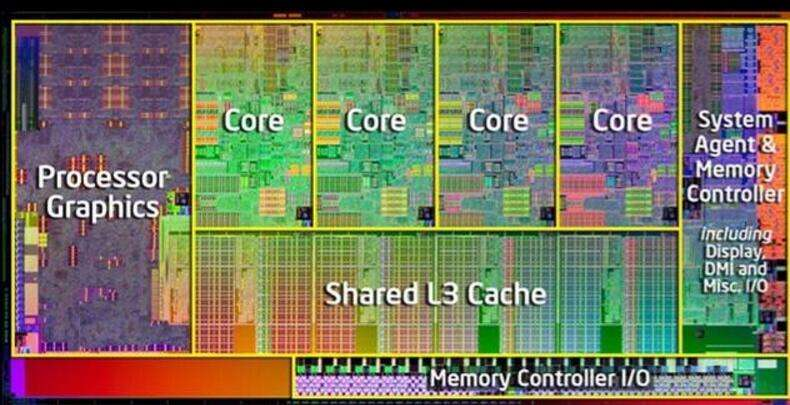 Processor
Graphics
Core
Core
Core
Core
System
Agent &
Memory
Controller
including
Display,
DMI and
Misc. I/O
Shared L3 Cache
Memory Controller I/O